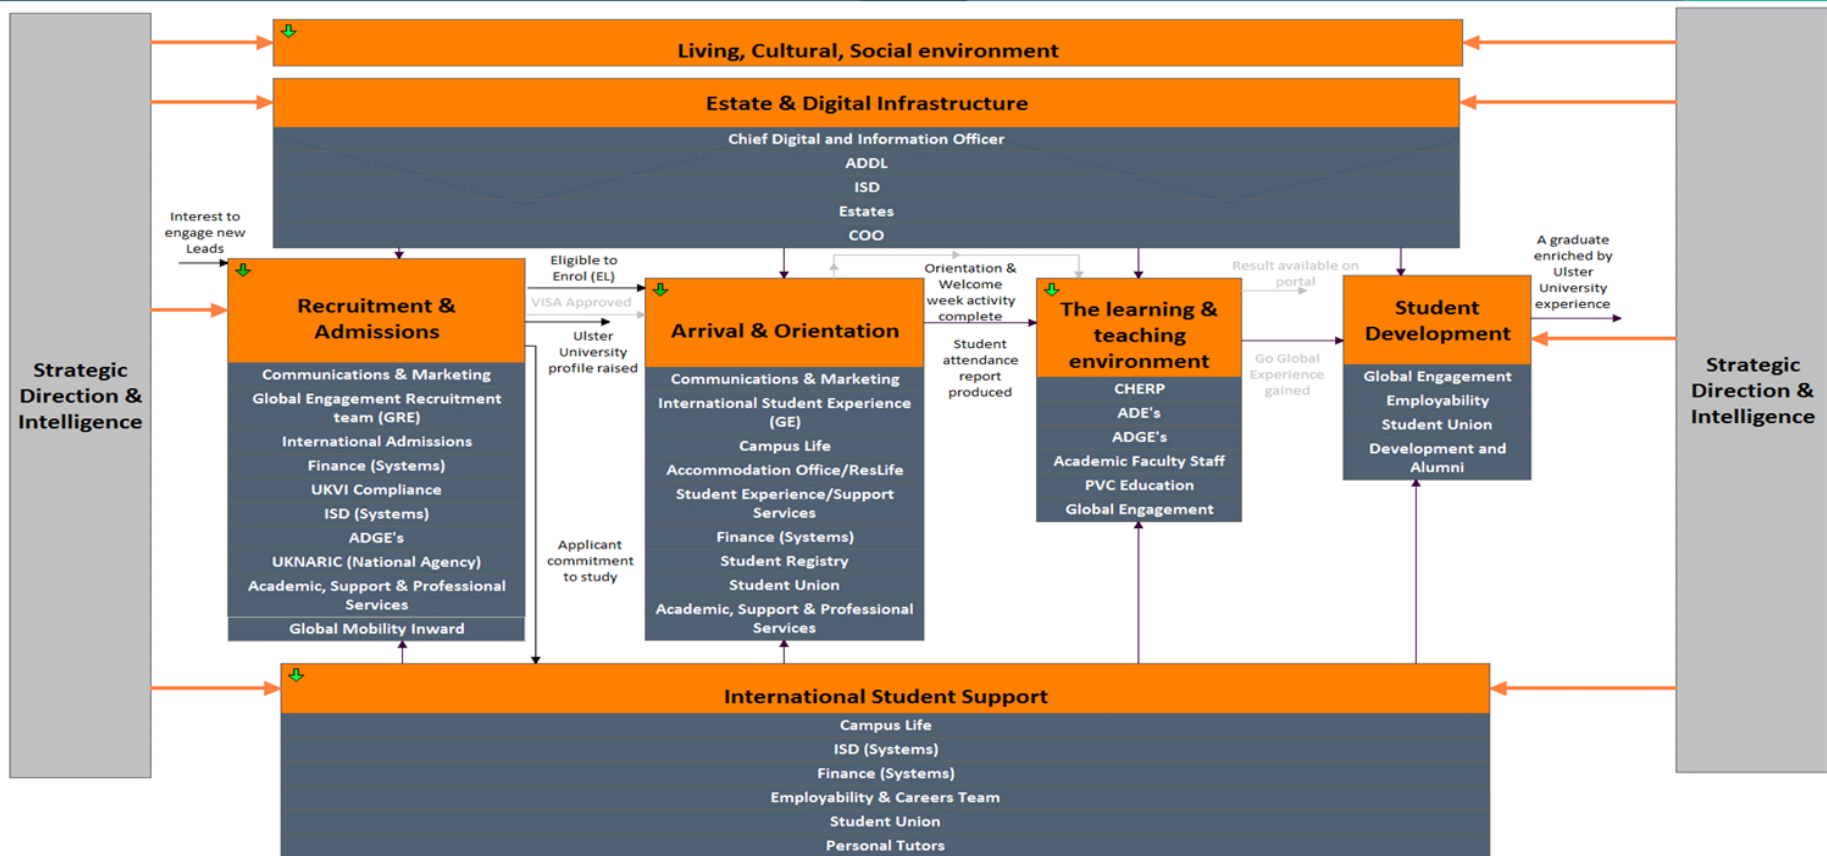 Living, Cultural, Social environment
Estate & Digital Infrastructure
Chief Digital and Information Officer
ADDL
ISD
Estates
COO
Strategic
Direction &
Intelligence
Interest to
engage new
Leads
Recruitment &
Admissions
Communications & Marketing
Global Engagement Recruitment
team (GRE)
International Admissions
Finance (Systems)
UKVI Compliance
ISD (Systems)
ADGE's
UKNARIC (National Agency)
Academic, Support & Professional
Services
Global Mobility Inward
Eligible to
Enrol (EL)
VISA Approved
Ulster
University
profile raised
Applicant
commitment
to study
Arrival & Orientation
Communications & Marketing
International Student Experience
(GE)
Campus Life
Accommodation Office/ResLife
Student Experience/Support
Services
Finance (Systems)
Student Registry
Student Union
Academic, Support & Professional
Services
Orientation &
Welcome
week activity
complete
Student
attendance
report
produced
The learning &
teaching
environment
CHERP
ADE's
ADGE's
Academic Faculty Staff
PVC Education
Global Engagement
Result available on
portal
Go Global
Experience
gained
Student
Development
Global Engagement
Employability
Student Union
Development and
Alumni
A graduate
enriched by
Ulster
University
experience
Strategic
Direction &
Intelligence
International Student Support
Campus Life
ISD (Systems)
Finance (Systems)
Employability & Careers Team
Student Union
Personal Tutors